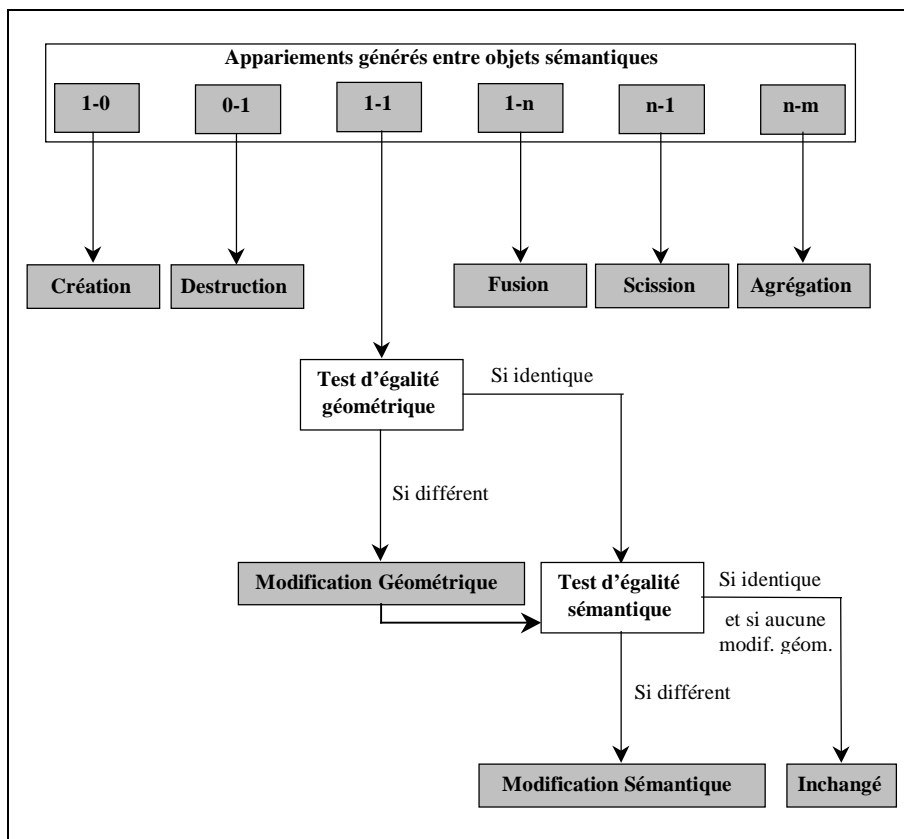 Appariements générés entre objets sémantiques
1-0
0-1
1-1
1-n
n-1
n-m
Création
Destruction
Fusion
Scission
Agrégation
Test d'égalité
géométrique
Si identique
Si différent
Modification Géométrique
Test d'égalité
sémantique
Si identique
et si aucune
modif. géom.
Si différent
Modification Sémantique
Inchangé